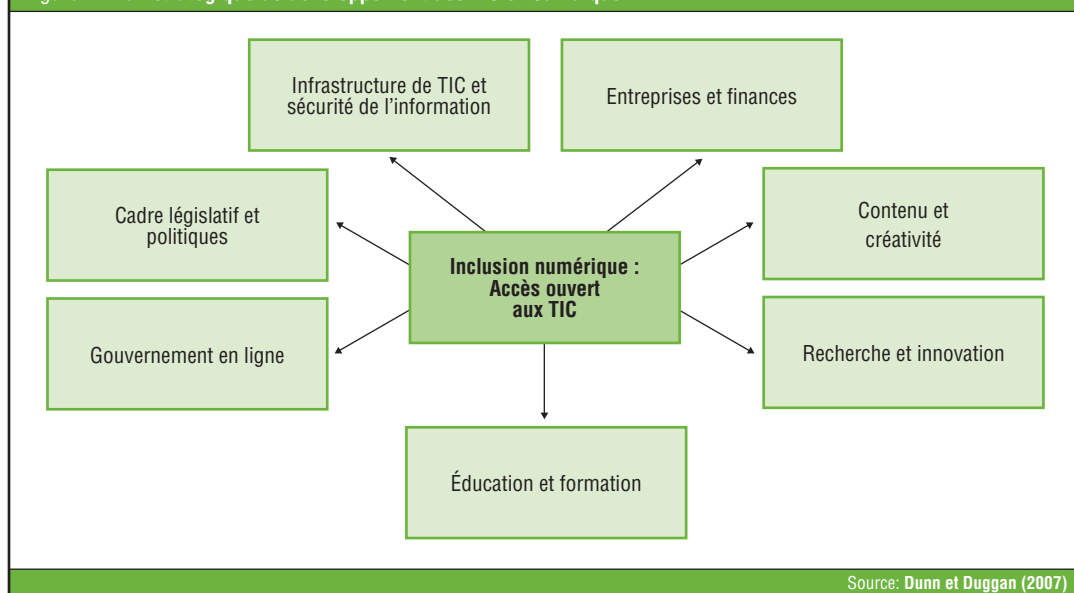 Infrastructure de TIC et
sécurité de l'information
Entreprises et finances
Cadre législatif et
politiques
Contenu et
créativité
Inclusion numérique :
Accès ouvert
aux TIC
Gouvernement en ligne
Recherche et innovation
Éducation et formation
Source: Dunn et Duggan (2007)